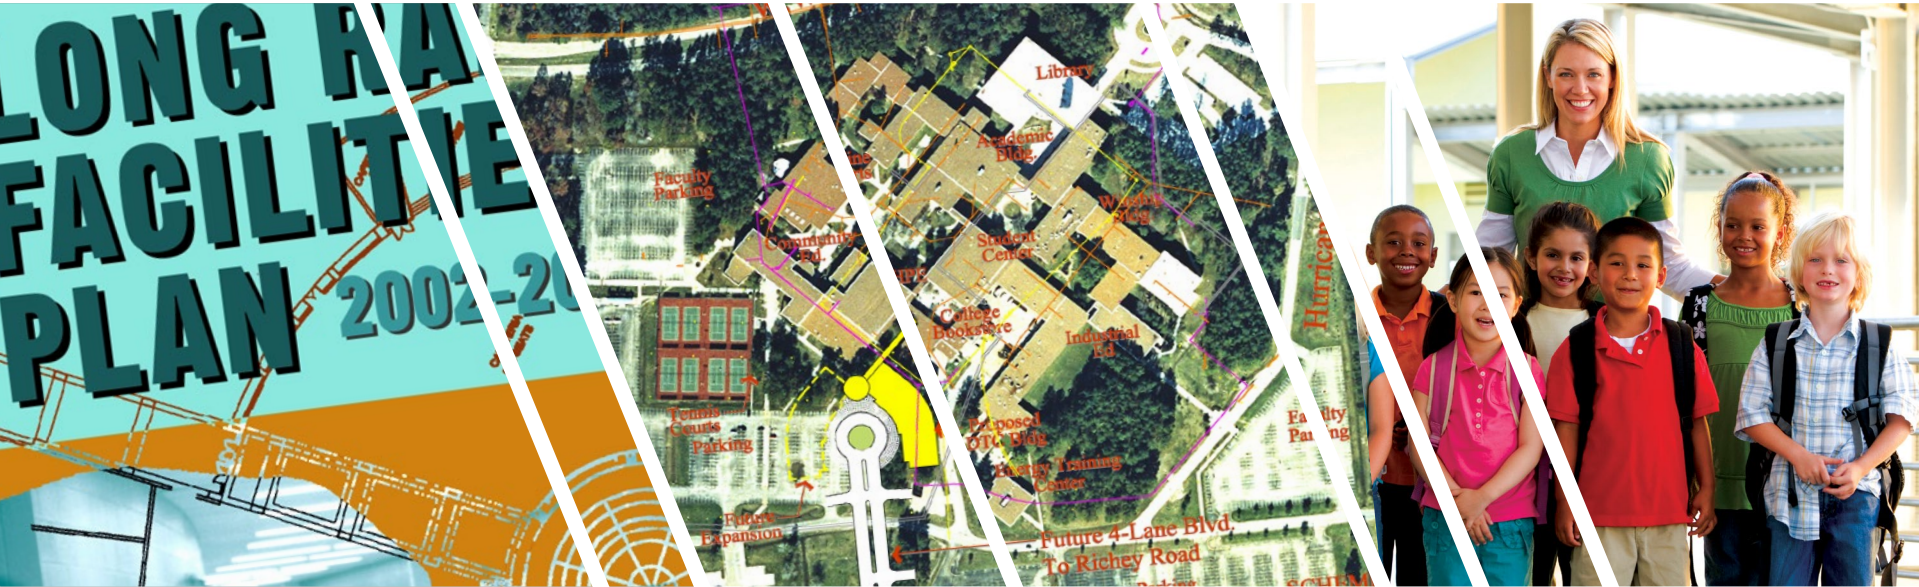 LONG RA
FACILITIE
PLAN
2002-20
Library
Academic
Bldg.
Faculty
Parking
Community
Ed.
Student
Center
College
Bookstore
Industrial
Ed
Hurrican
Tennis
Courts
Parking
Proposed
OTC Bldg
Energy Training
Center
Faculty
Parking
Future
Expansion
Future 4-Lane Blvd.
To Richey Road
Parking
SCHEM